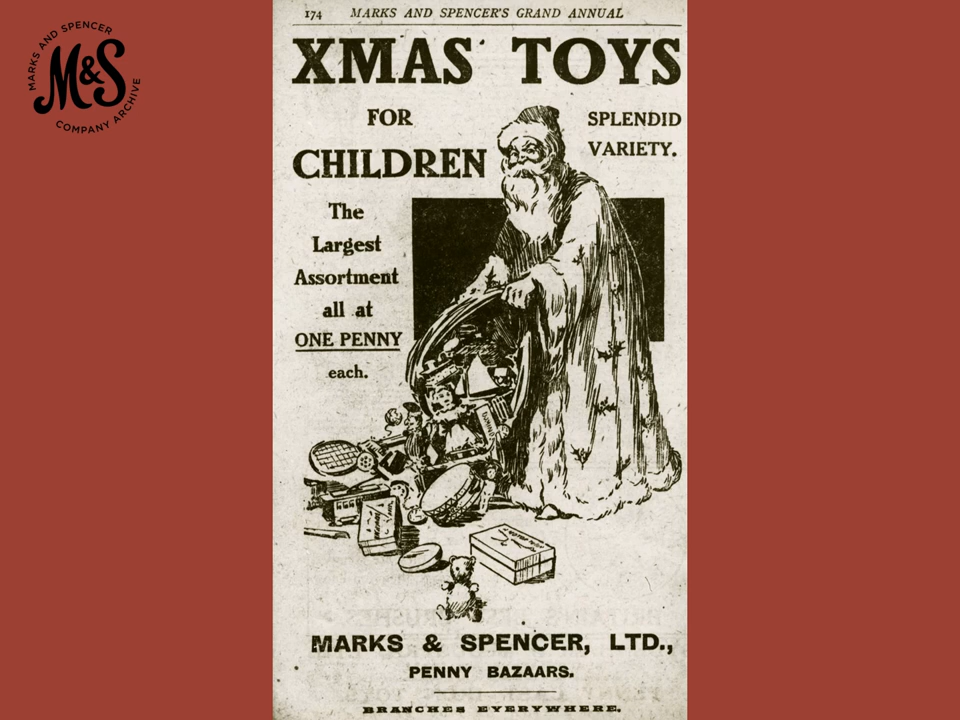 MARKS AND SPENCER
M&S
COMPANY ARCHIVE
174 MARKS AND SPENCER'S GRAND ANNUAL
XMAS TOYS
FOR
CHILDREN
SPLENDID
VARIETY.
The
Largest
Assortment
all at
ONE PENNY
each.
MARKS & SPENCER, LTD.,
PENNY BAZAARS.
BRANCHES EVERYWHERE.